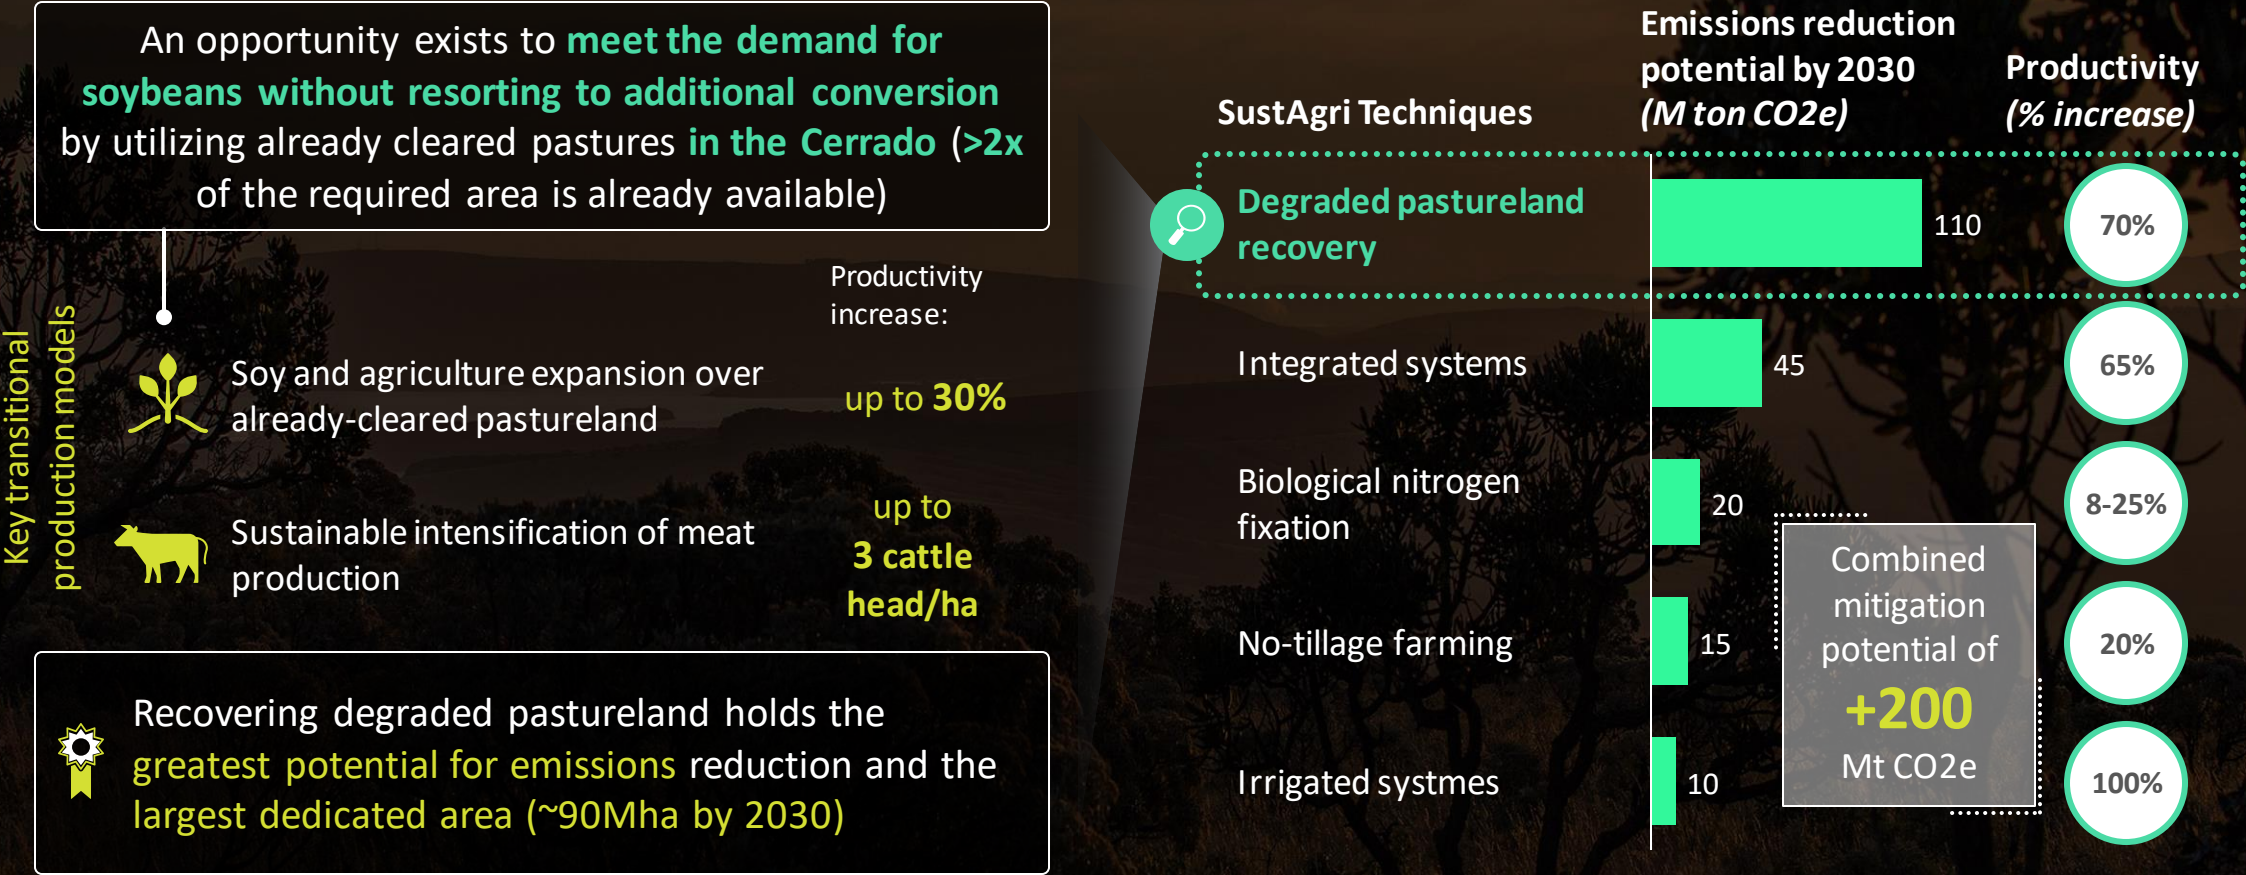 An opportunity exists to meet the demand for
soybeans without resorting to additional conversion
by utilizing already cleared pastures in the Cerrado (>2x
of the required area is already available)
Key transitional
production models
Productivity
increase:
Soy and agriculture expansion over
already-cleared pastureland
up to 30%
Sustainable intensification of meat
production
up to
3 cattle
head/ha
Recovering degraded pastureland holds the
greatest potential for emissions reduction and the
largest dedicated area (~90Mha by 2030)
SustAgri Techniques
Emissions reduction
potential by 2030
(M ton CO2e)
Productivity
(% increase)
Degraded pastureland
recovery
110
70%
Integrated systems
45
65%
Biological nitrogen
fixation
20
8-25%
No-tillage farming
15
20%
Irrigated systmes
10
100%
Combined
mitigation
potential of
+200
Mt CO2e